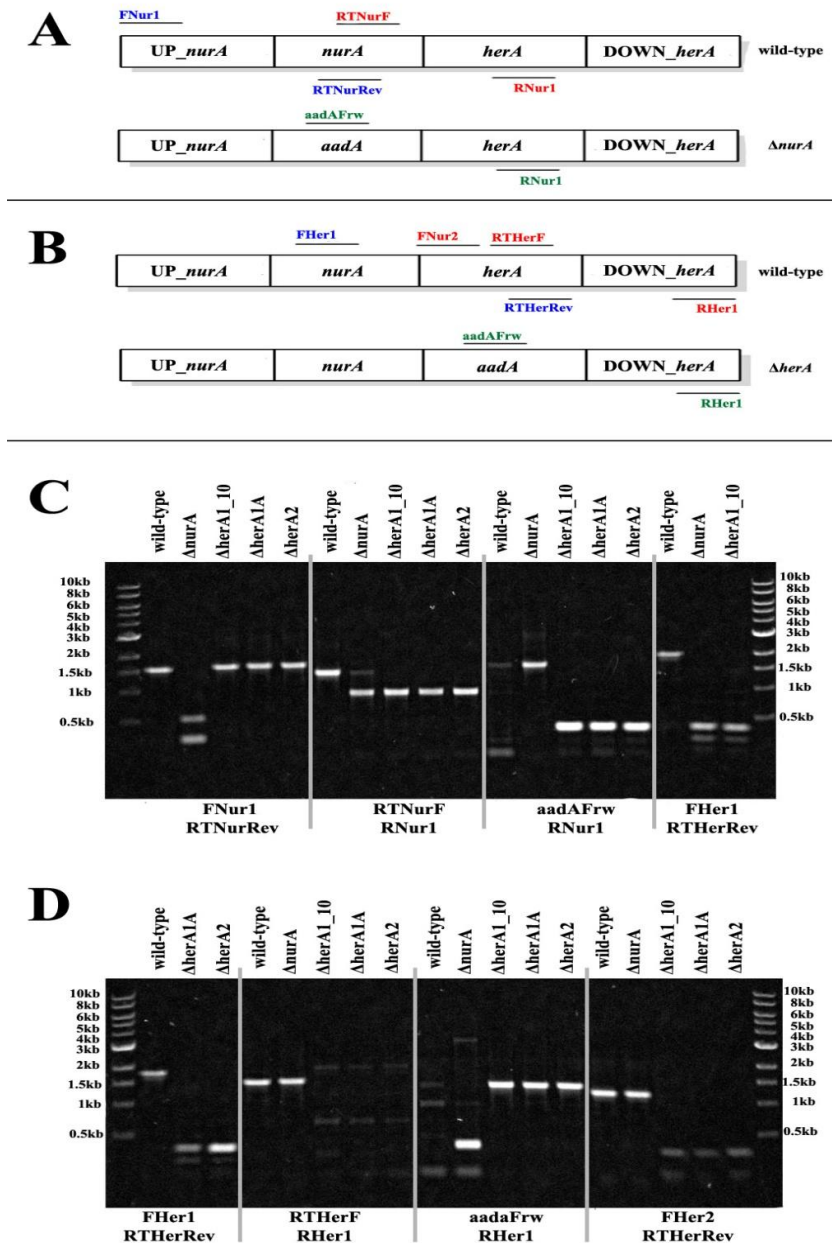 A
FNur1 RTNurF
UP_nurA nurA herA DOWN_herA wild-type
RTNurRev RNur1
aadAFrw
UP_nurA aadA herA DOWN_herA ΔnurA
RNur1
B
FHer1 FNur2 RTHerF
UP_nurA nurA herA DOWN_herA wild-type
RTHerRev RHer1
aadAFrw
UP_nurA nurA aadA DOWN_herA ΔherA
RHer1
C
wild-type ΔnurA ΔherA1_10 ΔherA1A ΔherA2 wild-type ΔnurA ΔherA1_10 ΔherA1A ΔherA2 wild-type ΔnurA ΔherA1_10 ΔherA1A ΔherA2 wild-type ΔnurA ΔherA1_10
10kb 10kb
8kb 8kb
6kb 6kb
5kb 5kb
4kb 4kb
3kb 3kb
2kb 2kb
1.5kb 1.5kb
1kb 1kb
0.5kb 0.5kb
FNur1 RTNurF aadAFrw FHer1
RTNurRev RNur1 RNur1 RTHerRev
D
wild-type ΔherA1A ΔherA2 wild-type ΔnurA ΔherA1_10 ΔherA1A ΔherA2 wild-type ΔnurA ΔherA1_10 ΔherA1A ΔherA2 wild-type ΔnurA ΔherA1_10 ΔherA1A ΔherA2
10kb 10kb
8kb 8kb
6kb 6kb
5kb 5kb
4kb 4kb
3kb 3kb
2kb 2kb
1.5kb 1.5kb
1kb 1kb
0.5kb 0.5kb
FHer1 RTHerF aadaFrw FHer2
RTHerRev RHer1 RHer1 RTHerRev